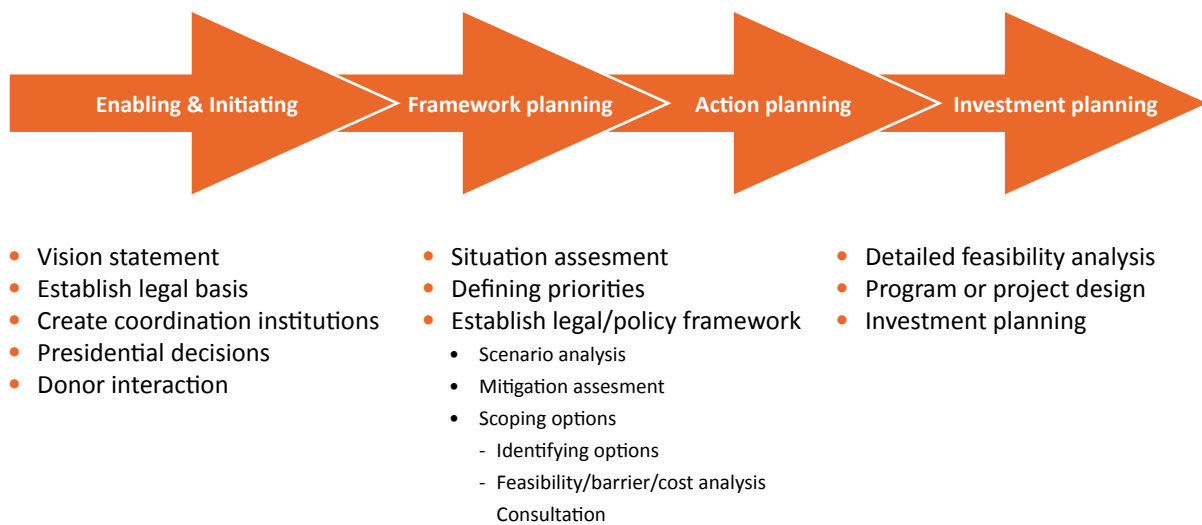 Enabling & Initiating
Framework planning
Action planning
Investment planning
• Vision statement
• Establish legal basis
• Create coordination institutions
• Presidential decisions
• Donor interaction
• Situation assesment
• Defining priorities
• Establish legal/policy framework
• Scenario analysis
• Mitigation assesment
• Scoping options
- Identifying options
- Feasibility/barrier/cost analysis
Consultation
• Detailed feasibility analysis
• Program or project design
• Investment planning